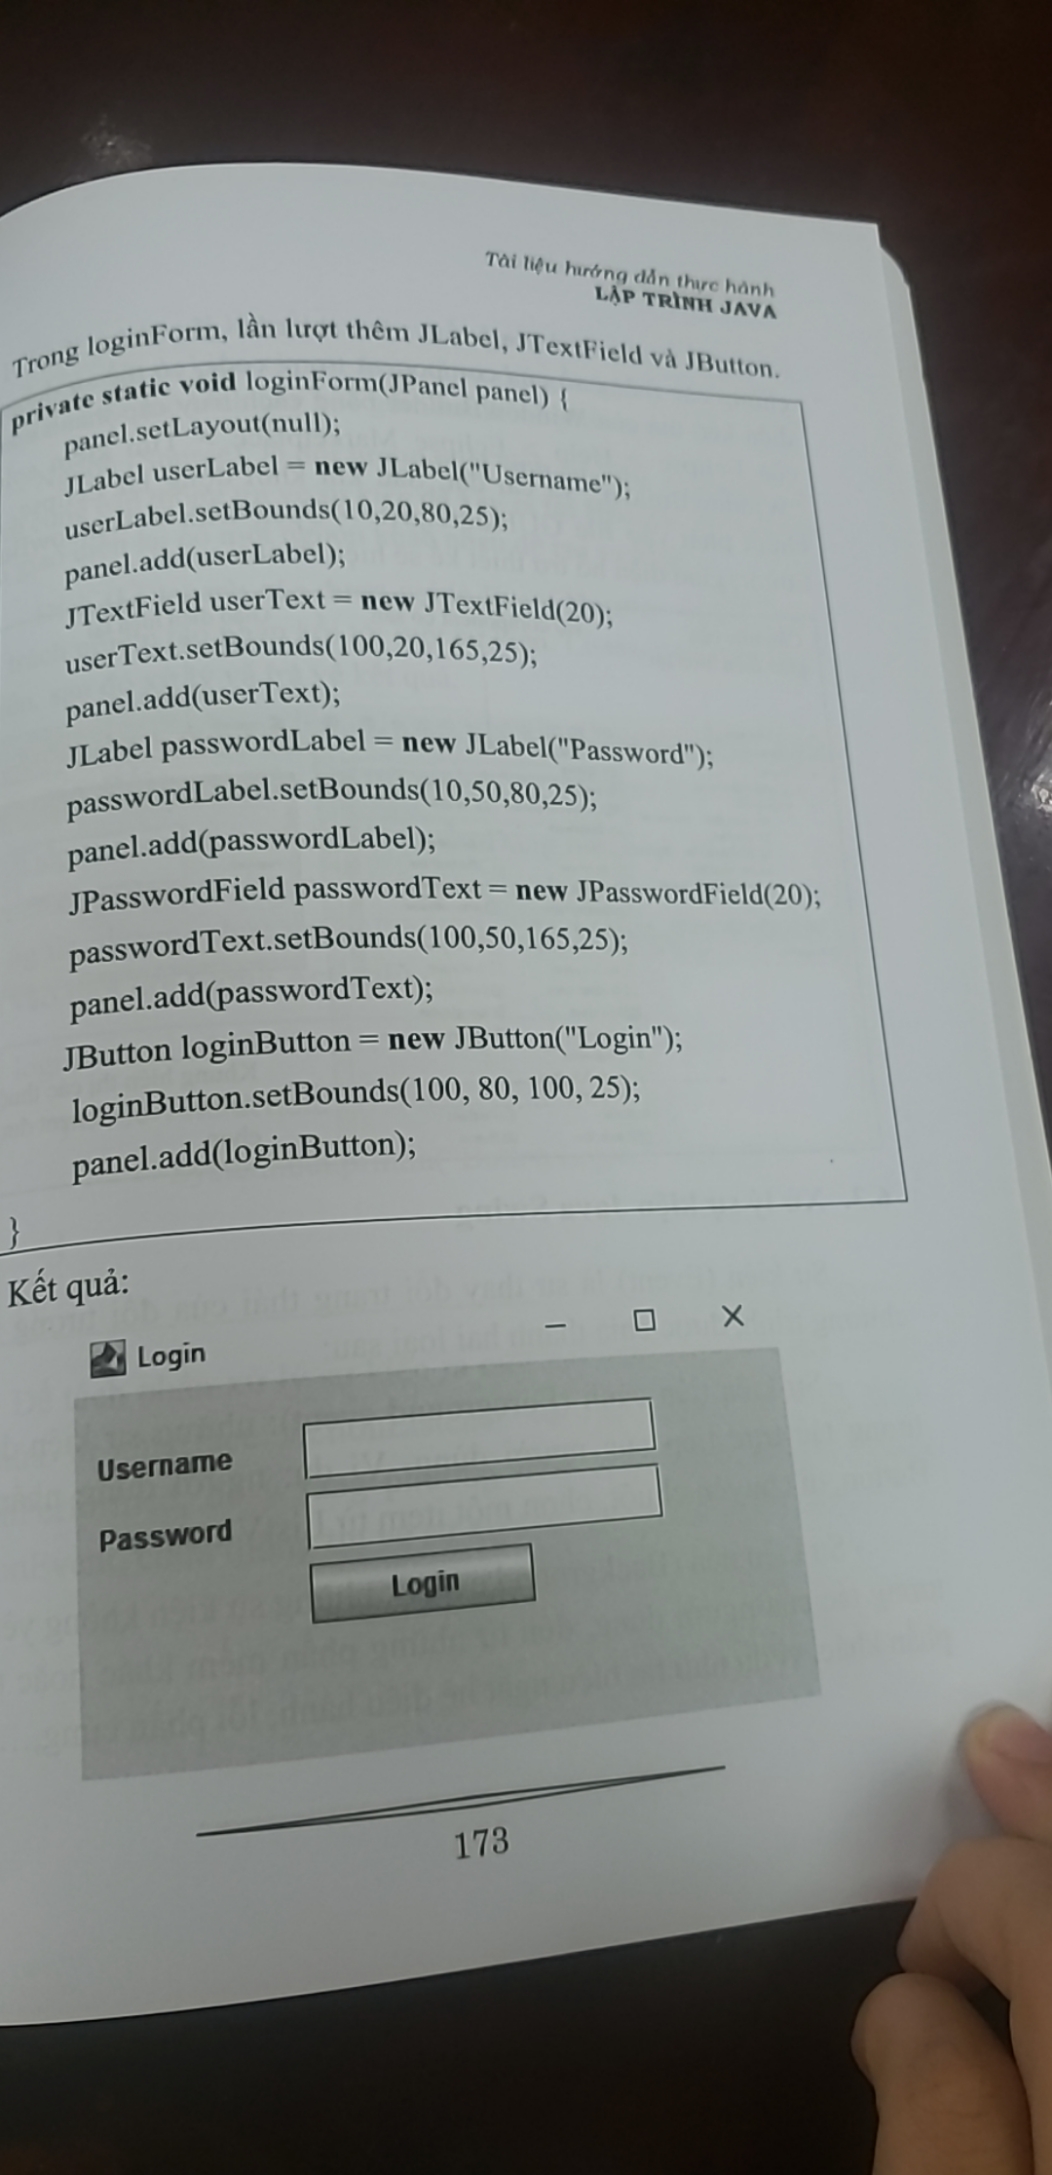 Tài liệu hướng dẫn thực hành
LẬP TRÌNH JAVA
Trong loginForm, lần lượt thêm JLabel, JTextField và JButton.
private static void loginForm(JPanel panel) {
panel.setLayout(null);
JLabel userLabel = new JLabel("Username");
userLabel.setBounds(10,20,80,25);
panel.add(userLabel);
JTextField userText = new JTextField(20);
userText.setBounds(100,20,165,25);
panel.add(userText);
JLabel passwordLabel = new JLabel("Password");
passwordLabel.setBounds(10,50,80,25);
panel.add(passwordLabel);
JPasswordField passwordText = new JPasswordField(20);
passwordText.setBounds(100,50,165,25);
panel.add(passwordText);
JButton loginButton = new JButton("Login");
loginButton.setBounds(100, 80, 100, 25);
panel.add(loginButton);
}
Kết quả:
Login
Username
Password
Login
173